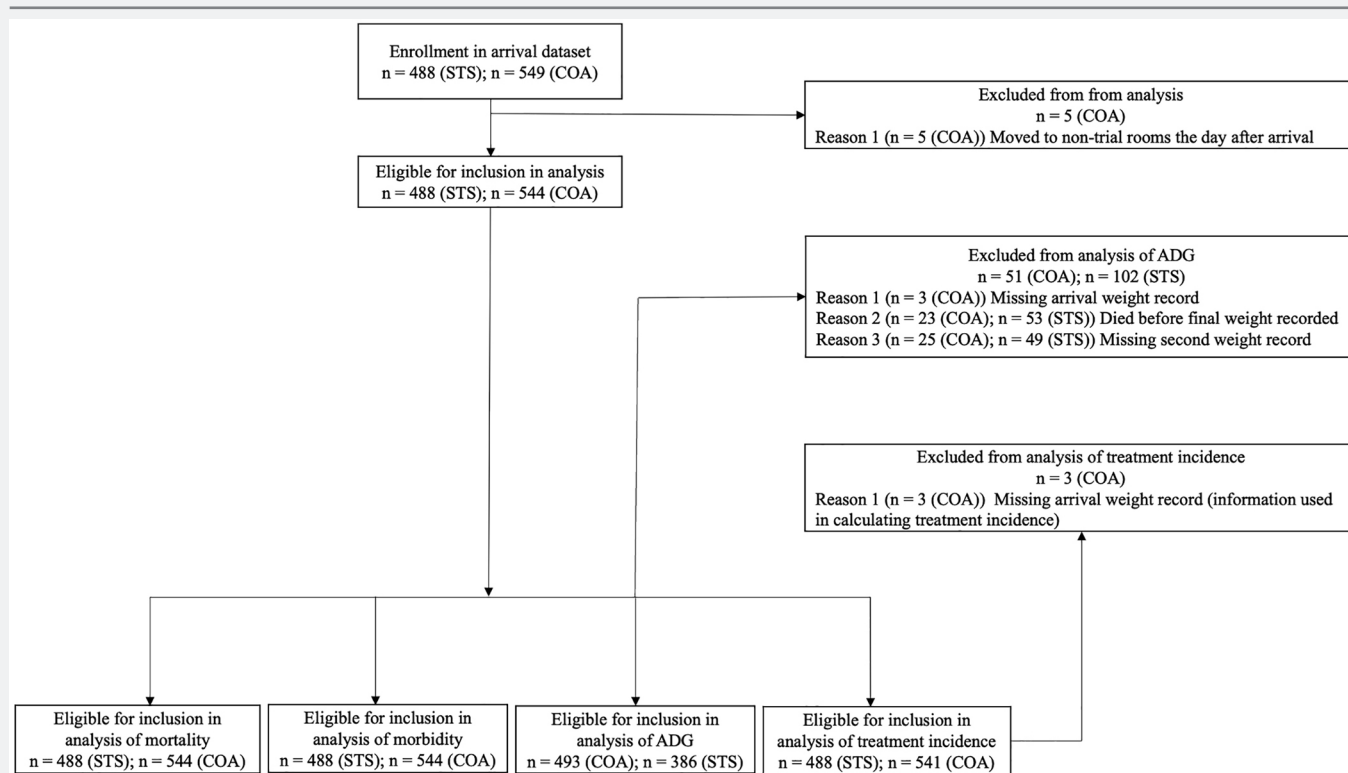 Enrollment in arrival dataset
n = 488 (STS); n = 549 (COA)
Excluded from from analysis
n = 5 (COA)
Reason 1 (n = 5 (COA)) Moved to non-trial rooms the day after arrival
Eligible for inclusion in analysis
n = 488 (STS); n = 544 (COA)
Excluded from analysis of ADG
n = 51 (COA); n = 102 (STS)
Reason 1 (n = 3 (COA)) Missing arrival weight record
Reason 2 (n = 23 (COA); n = 53 (STS)) Died before final weight recorded
Reason 3 (n = 25 (COA); n = 49 (STS)) Missing second weight record
Excluded from analysis of treatment incidence
n = 3 (COA)
Reason 1 (n = 3 (COA)) Missing arrival weight record (information used
in calculating treatment incidence)
Eligible for inclusion in
analysis of mortality
n = 488 (STS); n = 544 (COA)
Eligible for inclusion in
analysis of morbidity
n = 488 (STS); n = 544 (COA)
Eligible for inclusion in
analysis of ADG
n = 493 (COA); n = 386 (STS)
Eligible for inclusion in
analysis of treatment incidence
n = 488 (STS); n = 541 (COA)